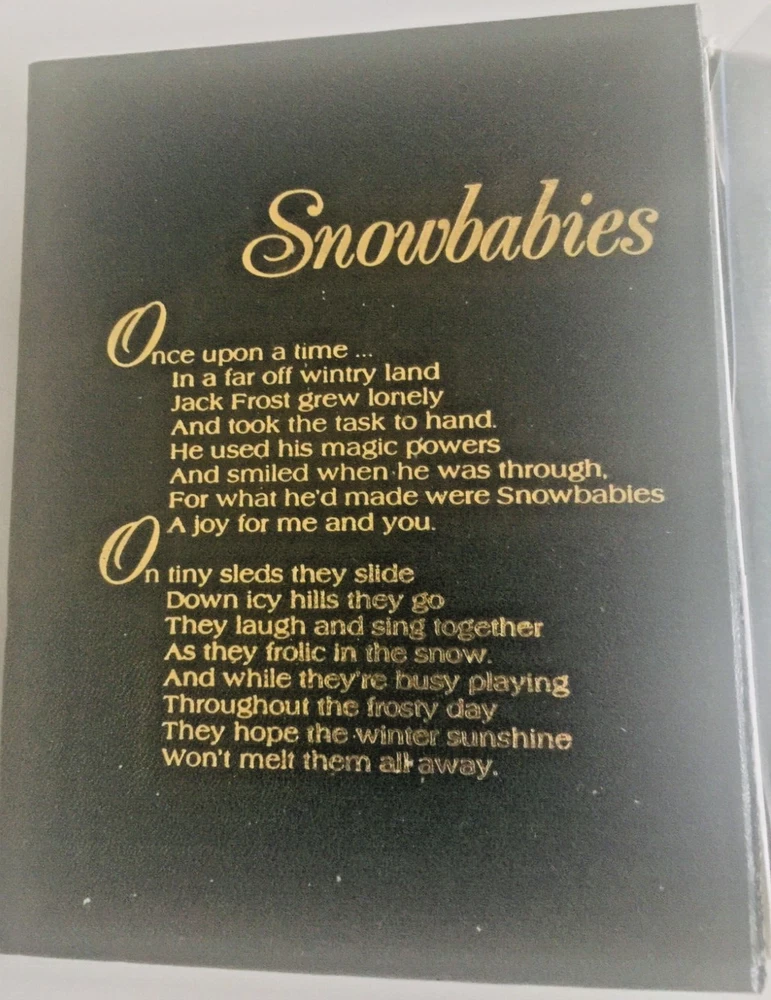 Snowbabies
Once upon a time ...
In a far off wintry land
Jack Frost grew lonely
And took the task to hand.
He used his magic powers
And smiled when he was through,
For what he'd made were Snowbabies
A joy for me and you.
On tiny sleds they slide
Down icy hills they go
They laugh and sing together
As they frolic in the snow.
And while they're busy playing
Throughout the frosty day
They hope the winter sunshine
Won't melt them all away.